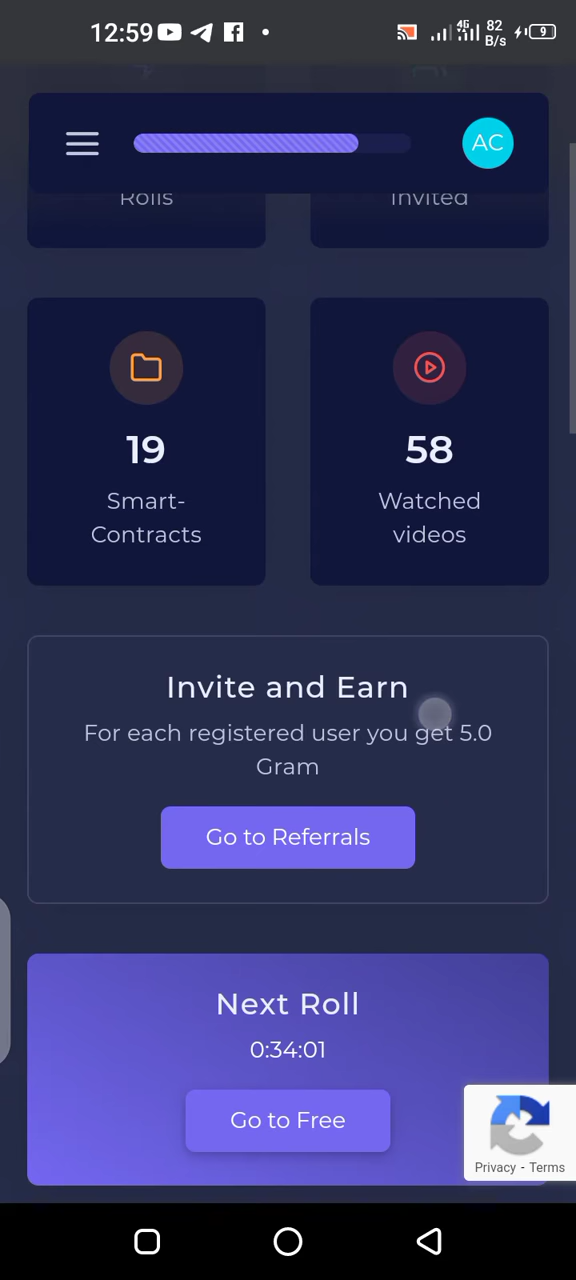 12:59
4G
82
B/s
9
AC
Rolls
Invited
19
Smart-
Contracts
58
Watched
videos
Invite and Earn
For each registered user you get 5.0
Gram
Go to Referrals
Next Roll
0:34:01
Go to Free
Privacy - Terms